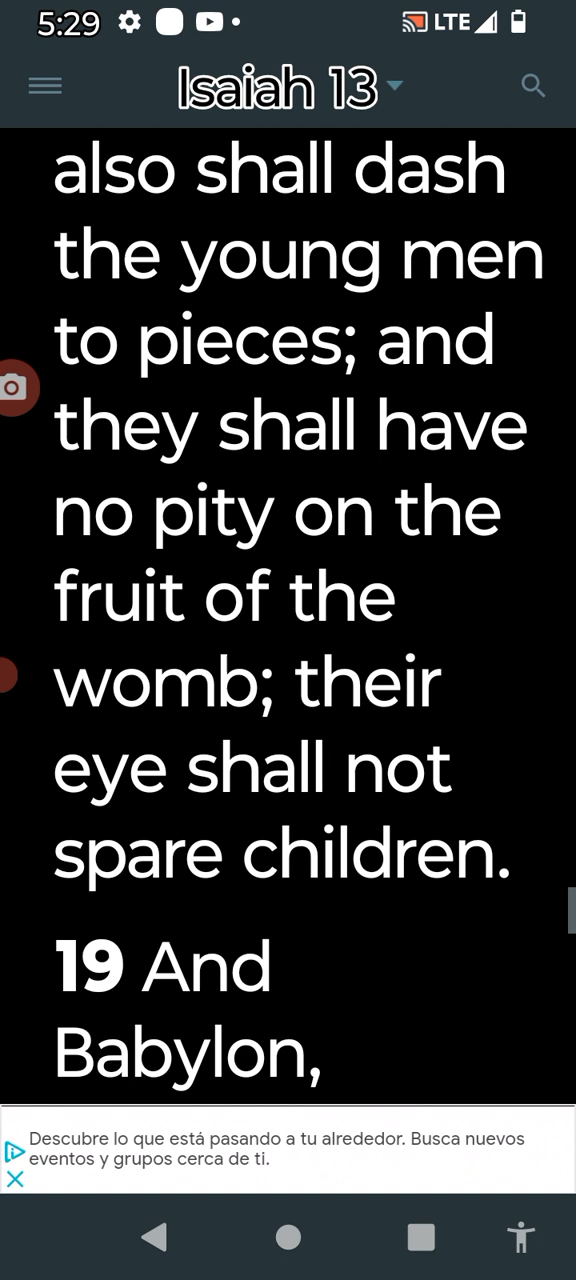 5:29
LTE
Isaiah 13
also shall dash
the young men
to pieces; and
they shall have
no pity on the
fruit of the
womb; their
eye shall not
spare children.
19 And
Babylon,
Descubre lo que está pasando a tu alrededor. Busca nuevos
eventos y grupos cerca de ti.